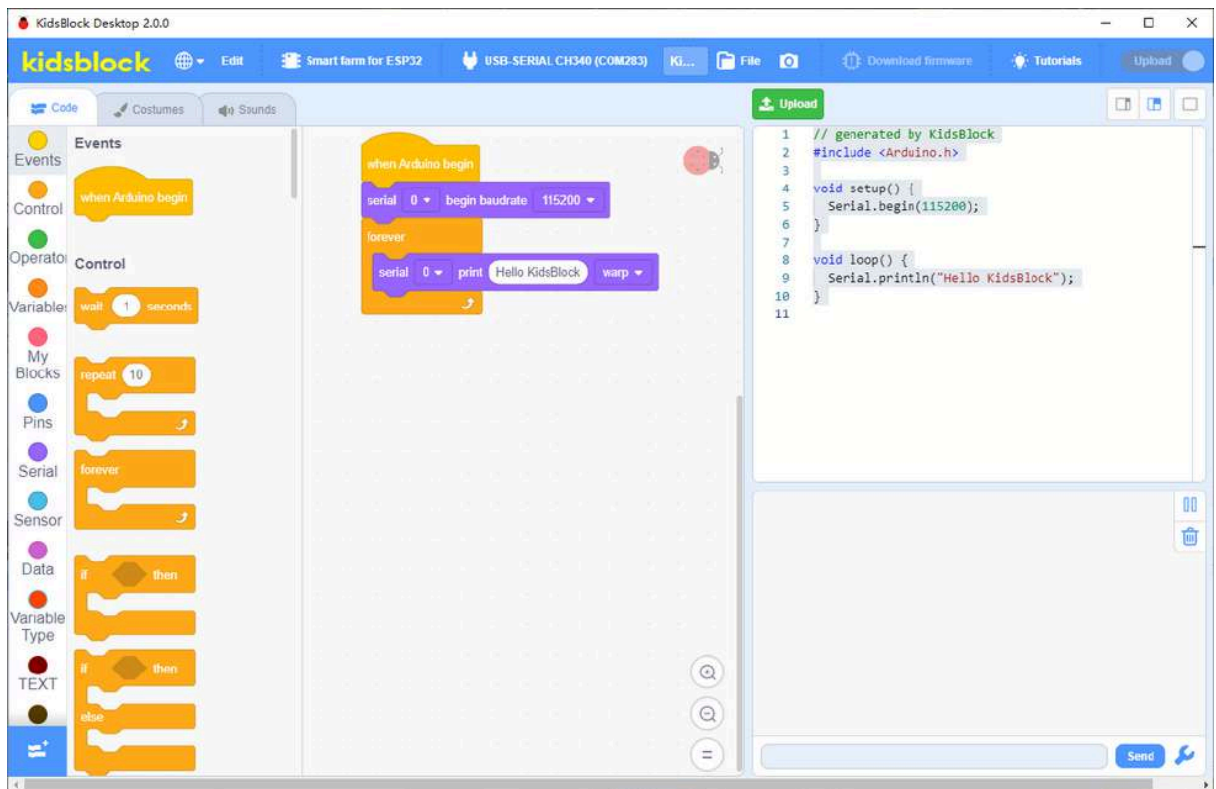 KidsBlock Desktop 2.0.0
kidsblock Edit Smart farm for ESP32 USB-SERIAL CH340 (COM283) Ki... File Download firmware Tutorials Upload
Code Costumes Sounds
Upload
Events
Control
Operato
Variable
My
Blocks
Pins
Serial
Sensor
Data
Variable
Type
TEXT
Events
when Arduino begin
Control
wait 1 seconds
repeat 10
forever
if then
if then
else
when Arduino begin
serial 0 begin baudrate 115200
forever
serial 0 print Hello KidsBlock warp
1 // generated by KidsBlock
2 #include <Arduino.h>
3
4 void setup() {
5 Serial.begin(115200);
6 }
7
8 void loop() {
9 Serial.println("Hello KidsBlock");
10 }
11
Send